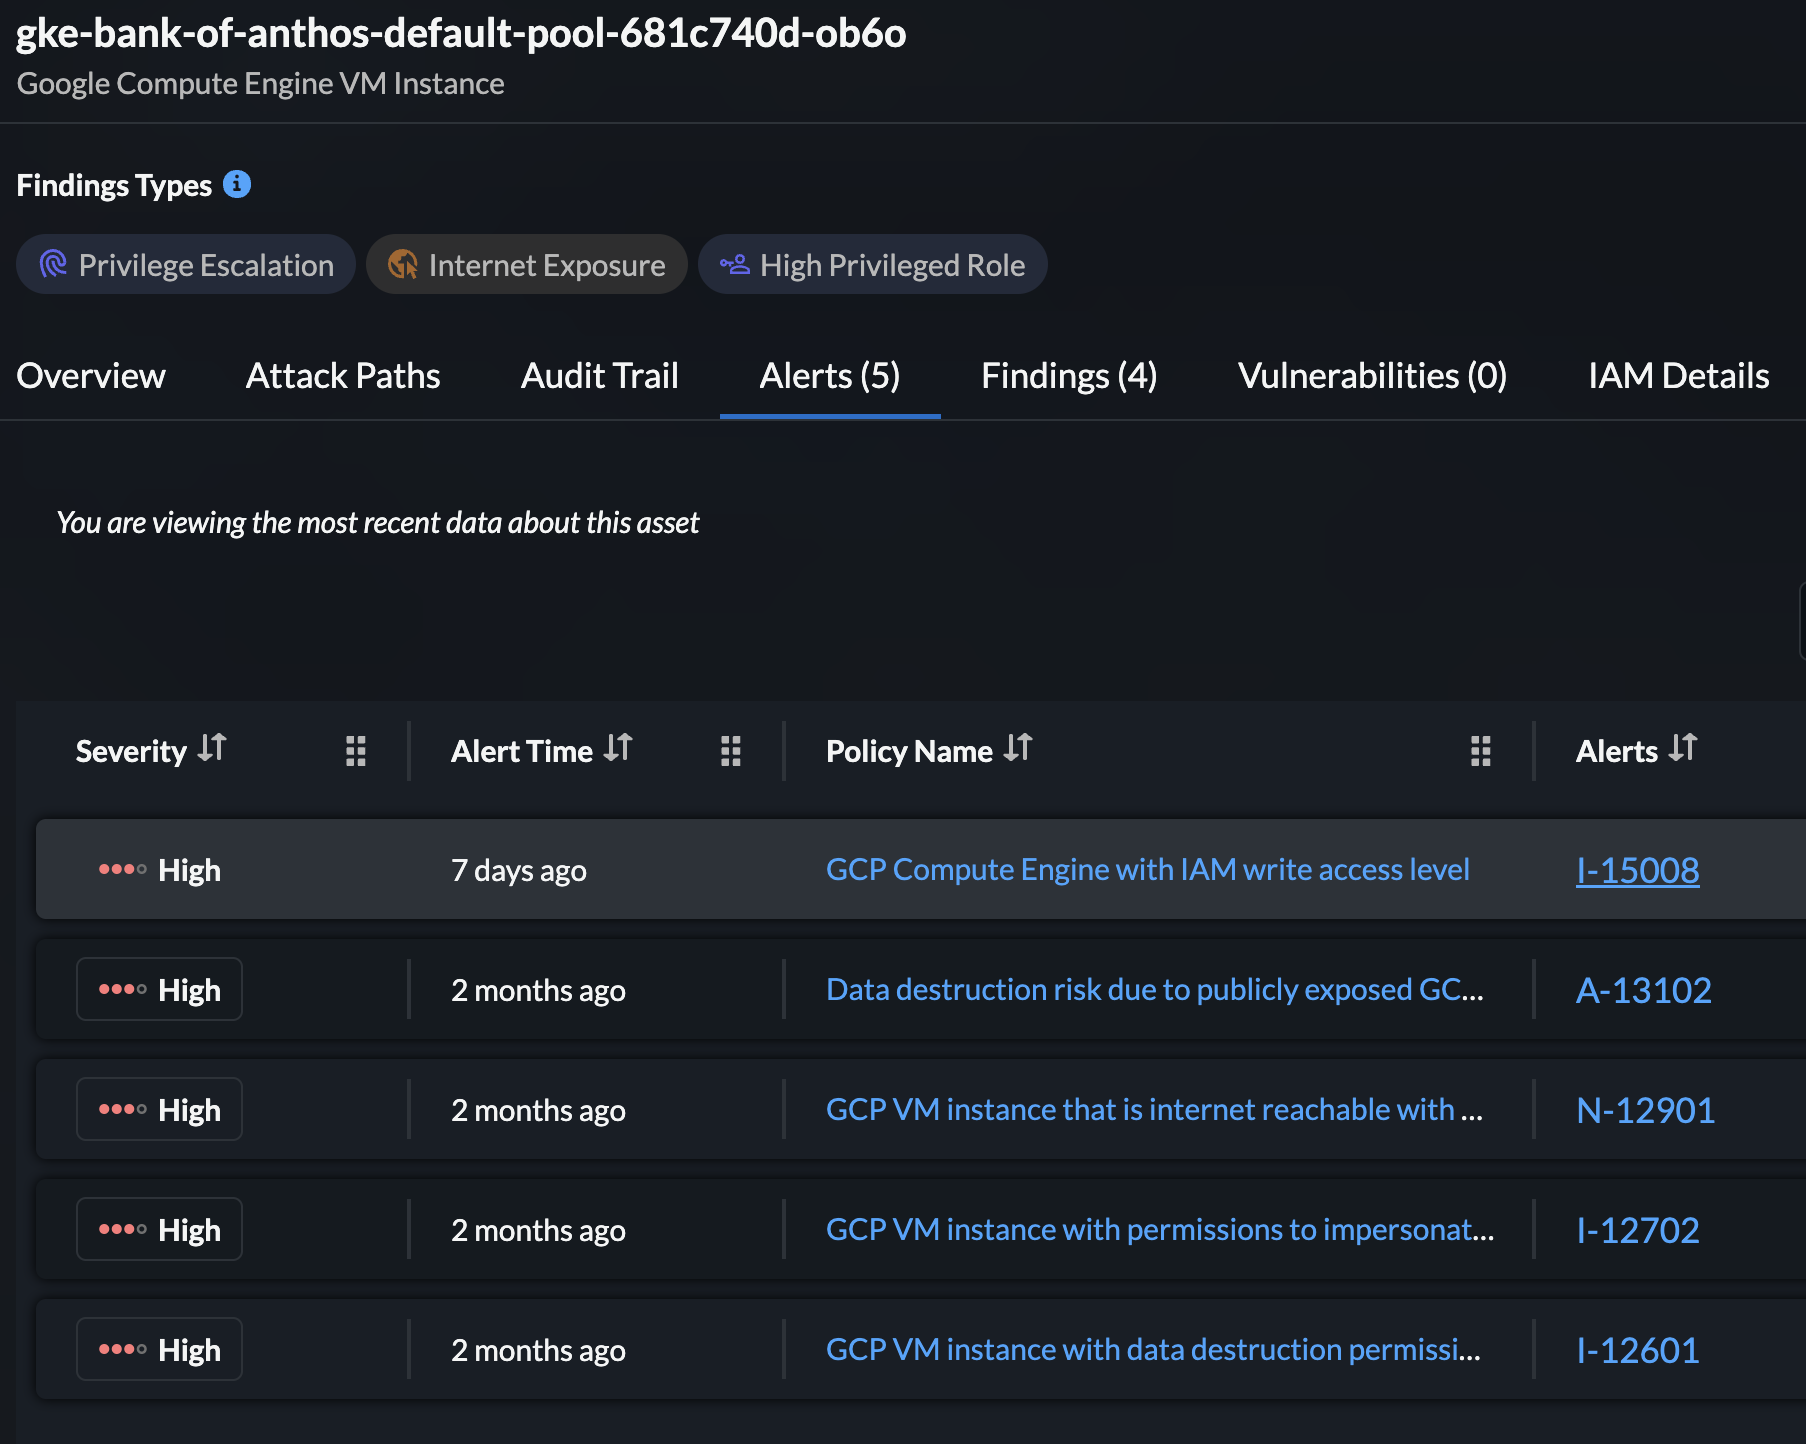 gke-bank-of-anthos-default-pool-681c740d-ob6o
Google Compute Engine VM Instance
Findings Types
Privilege Escalation Internet Exposure High Privileged Role
Overview Attack Paths Audit Trail Alerts (5) Findings (4) Vulnerabilities (0) IAM Details
You are viewing the most recent data about this asset
Severity Alert Time Policy Name Alerts
High 7 days ago GCP Compute Engine with IAM write access level I-15008
High 2 months ago Data destruction risk due to publicly exposed GC... A-13102
High 2 months ago GCP VM instance that is internet reachable with ... N-12901
High 2 months ago GCP VM instance with permissions to impersonat... I-12702
High 2 months ago GCP VM instance with data destruction permissi... I-12601